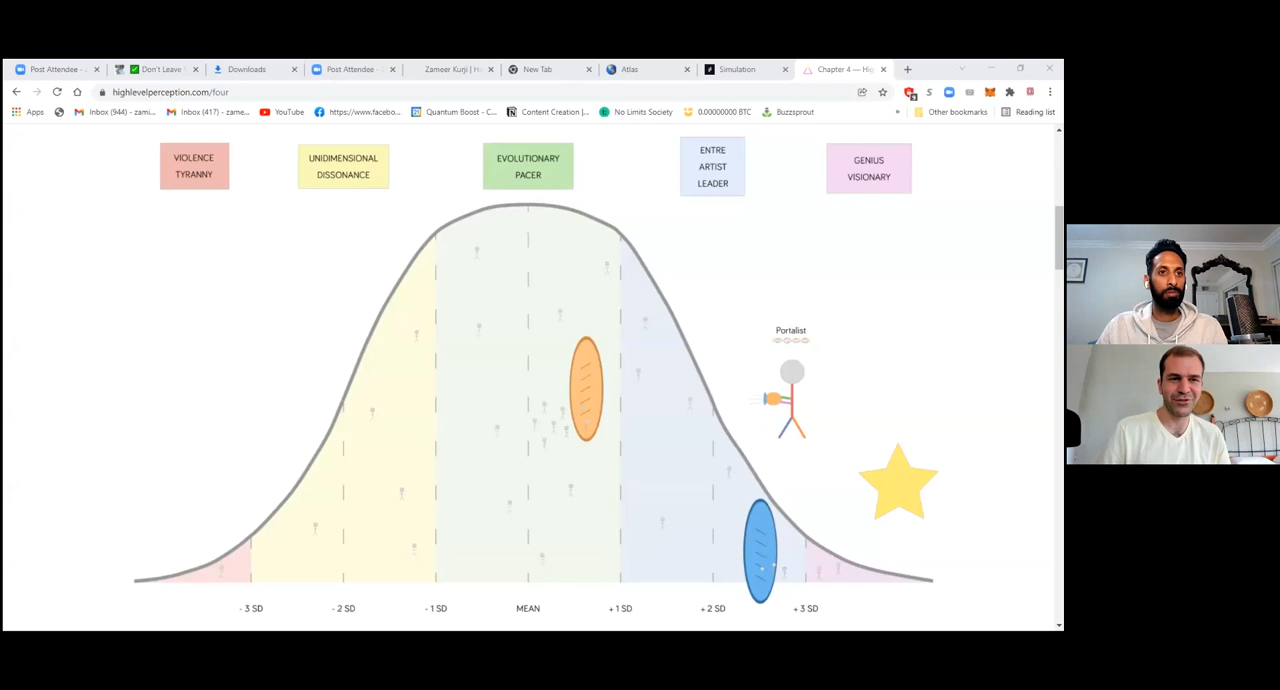 Post Attendee -
Don't Leave
Downloads
Post Attendee -
Zameer Kurji | H
New Tab
Atlas
Simulation
Chapter 4 — Hig
highlevelperception.com/four
Apps
Inbox (944) – zami...
Inbox (417) - zame...
YouTube
https://www.facebo...
Quantum Boost - C...
Content Creation |...
No Limits Society
0.00000000 BTC
Buzzsprout
»
Other bookmarks
Reading list
VIOLENCE
TYRANNY
UNIDIMENSIONAL
DISSONANCE
EVOLUTIONARY
PACER
ENTRE
ARTIST
LEADER
GENIUS
VISIONARY
Portalist
- 3 SD
- 2 SD
- 1 SD
MEAN
+ 1 SD
+ 2 SD
+ 3 SD